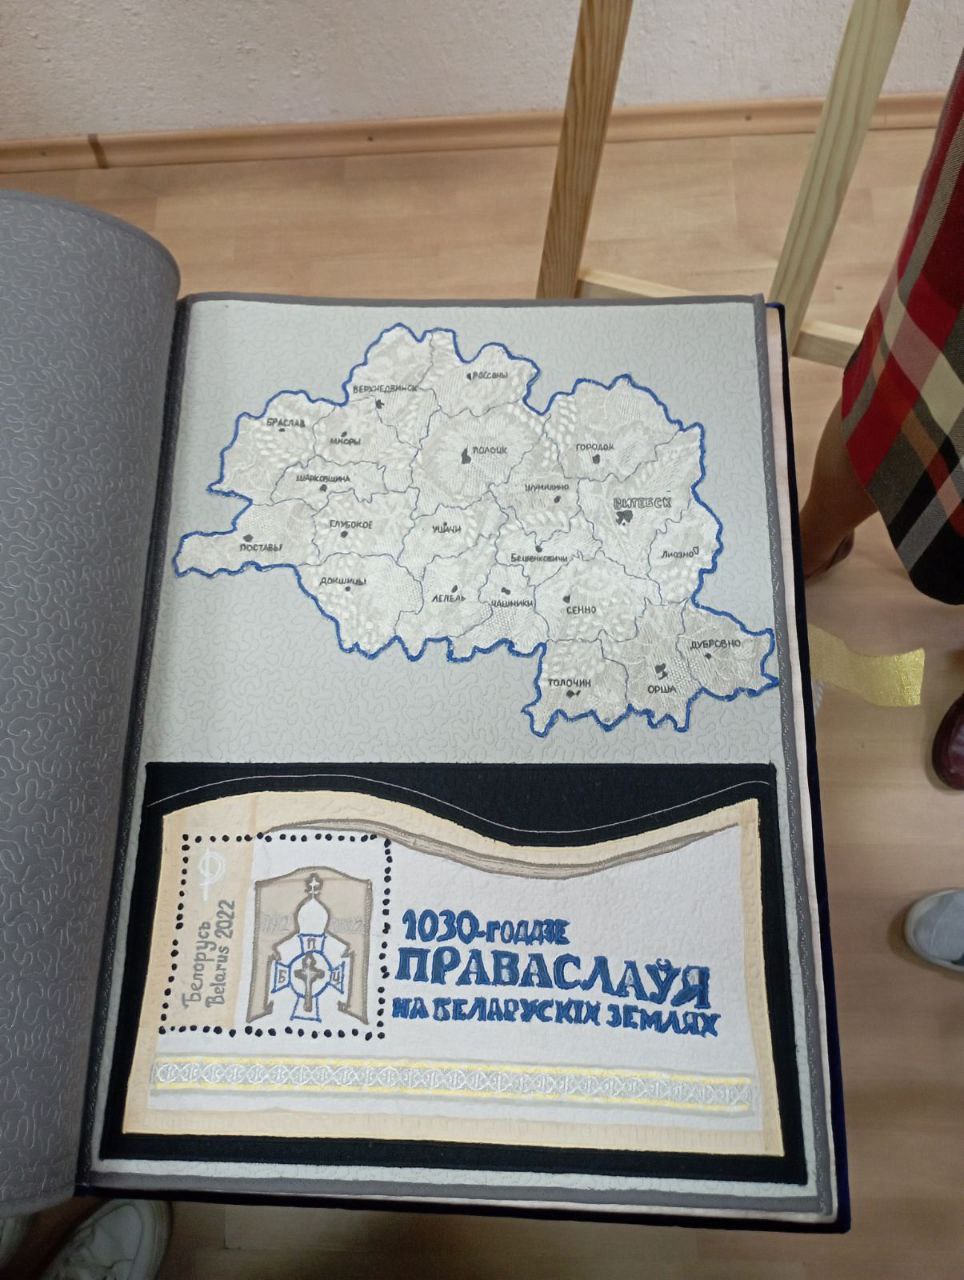 РОССОНЫ
ВЕРХНЕДВИНСК
БРАСЛАВ
МИОРЫ
ПОЛОЦК
ГОРОДОК
ШАРКОВЩИНА
ШУМИЛИНО
ВИТЕБСК
ГЛУБОКОЕ
УШАЧИ
ПОСТАВЫ
Бешенковичи
Лиозно
ДОКШИЦЫ
ЛЕПЕЛЬ
ЧАШНИКИ
СЕННО
ДУБРОВНО
ТОЛОЧИН
ОРША
Белорусь
Belarus 2022
П
Б Ц
1030-ГОДДЗЕ
ПРАВАСЛАЎЯ
НА БЕЛАРУСКІХ ЗЕМЛЯХ